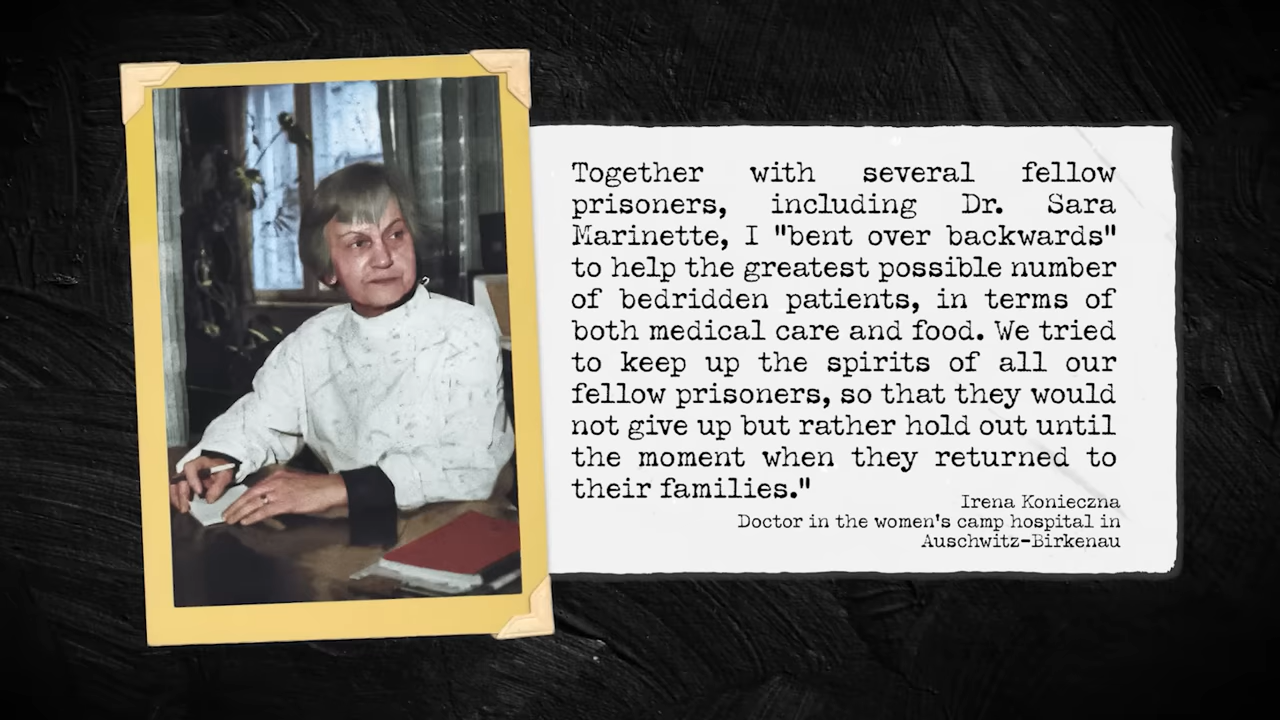 Together with several fellow
prisoners, including Dr. Sara
Marinette, I "bent over backwards"
to help the greatest possible number
of bedridden patients, in terms of
both medical care and food. We tried
to keep up the spirits of all our
fellow prisoners, so that they would
not give up but rather hold out until
the moment when they returned to
their families."
Irena Konieczna
Doctor in the women's camp hospital in
Auschwitz-Birkenau